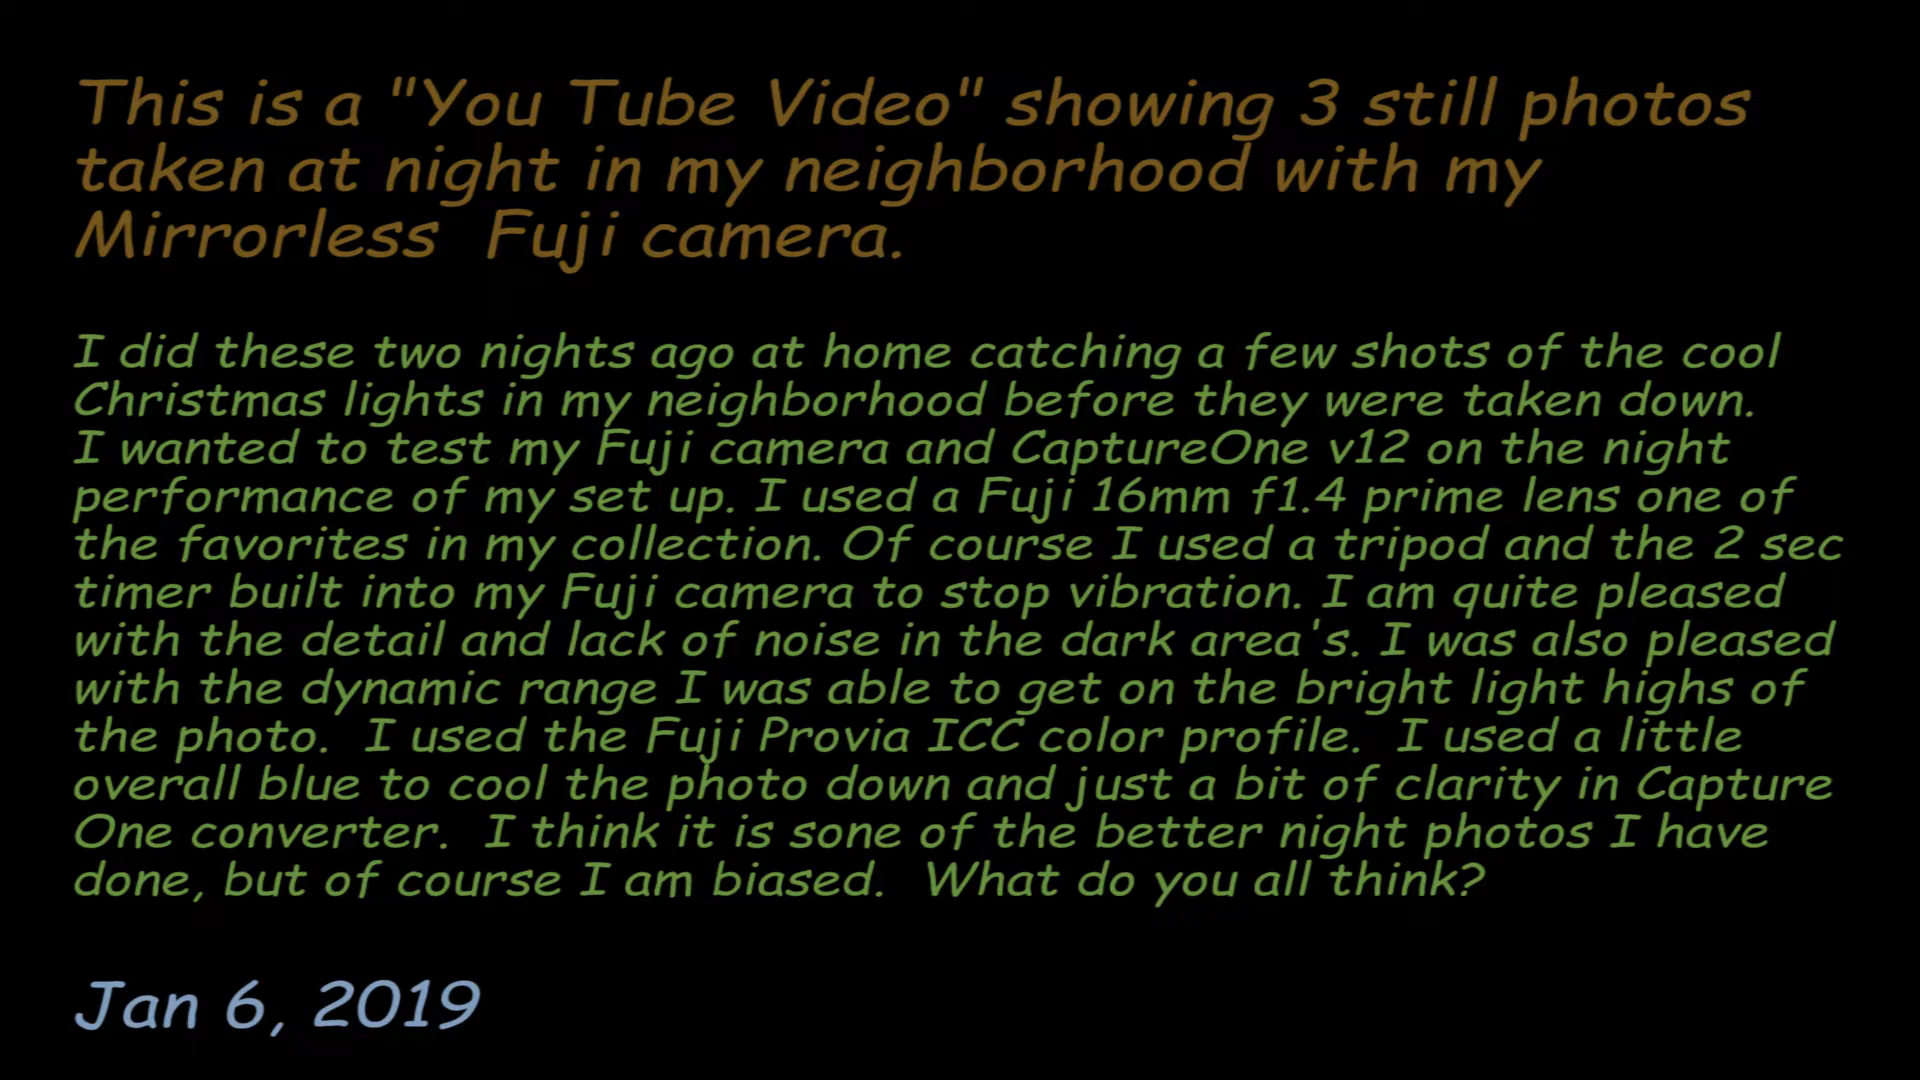 This is a "You Tube Video" showing 3 still photos
taken at night in my neighborhood with my
Mirrorless  Fuji camera.
I did these two nights ago at home catching a few shots of the cool
Christmas lights in my neighborhood before they were taken down.
I wanted to test my Fuji camera and CaptureOne v12 on the night
performance of my set up. I used a Fuji 16mm f1.4 prime lens one of
the favorites in my collection. Of course I used a tripod and the 2 sec
timer built into my Fuji camera to stop vibration. I am quite pleased
with the detail and lack of noise in the dark area's. I was also pleased
with the dynamic range I was able to get on the bright light highs of
the photo.  I used the Fuji Provia ICC color profile.  I used a little
overall blue to cool the photo down and just a bit of clarity in Capture
One converter.  I think it is sone of the better night photos I have
done, but of course I am biased.  What do you all think?
Jan 6, 2019